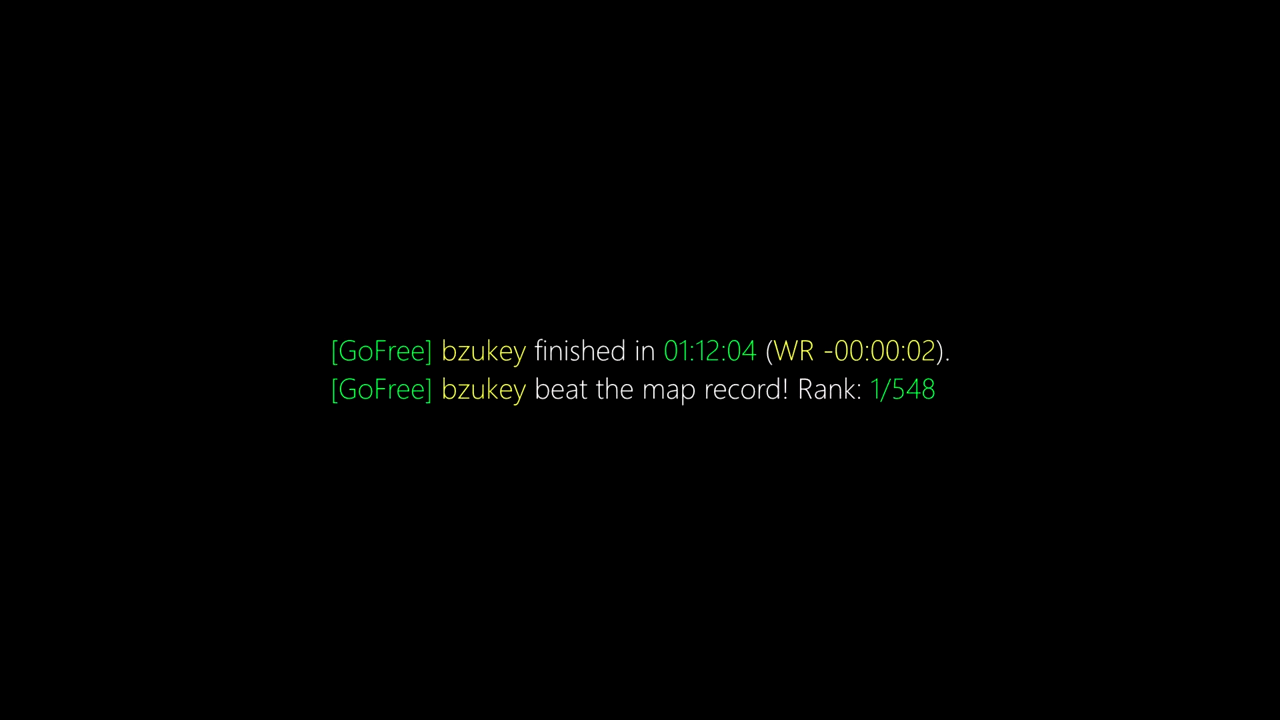 [GoFree] bzukey finished in 01:12:04 (WR -00:00:02).
[GoFree] bzukey beat the map record! Rank: 1/548